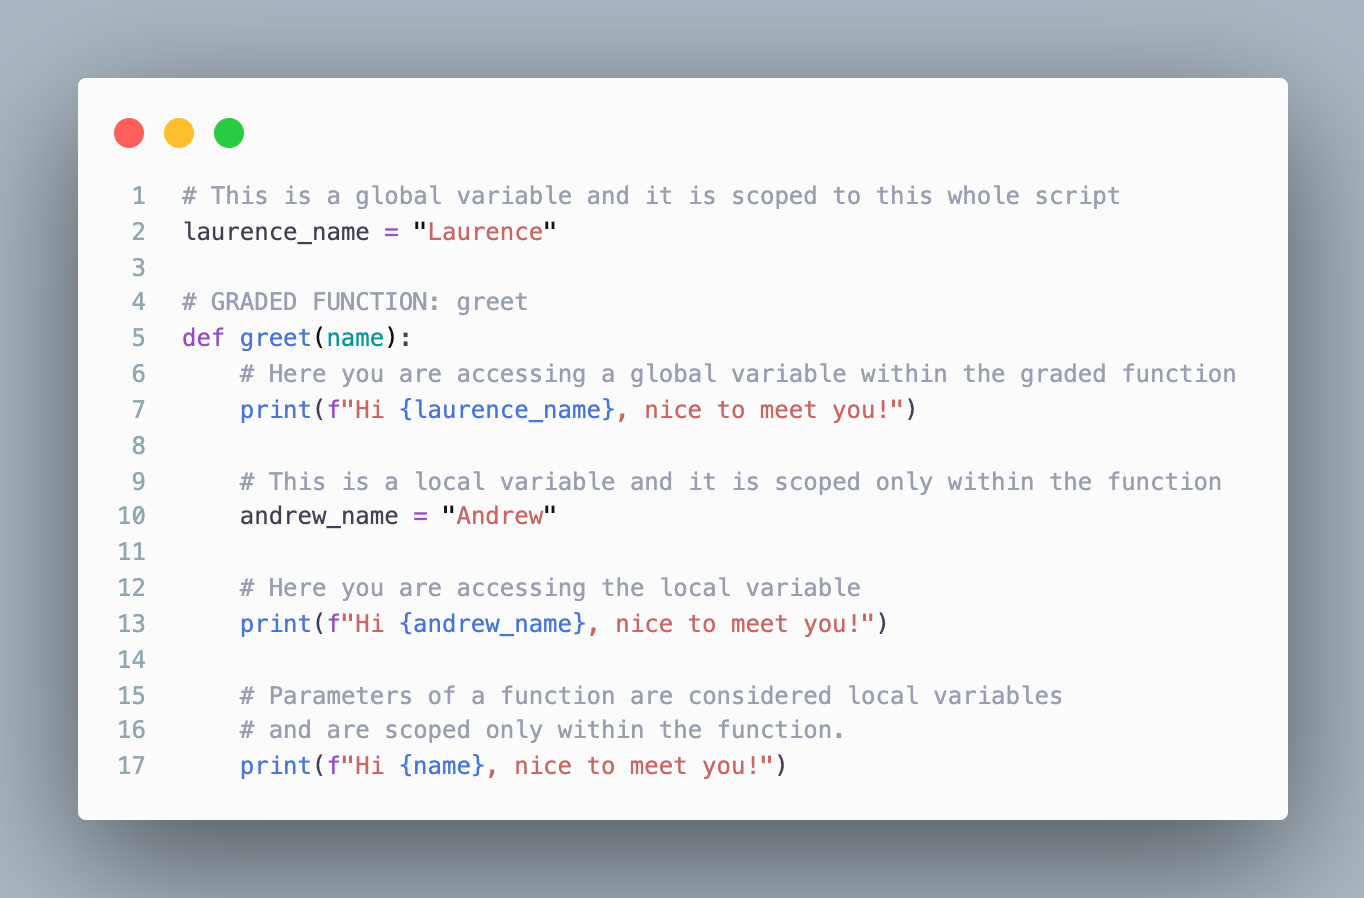 1 # This is a global variable and it is scoped to this whole script
2 laurence_name = "Laurence"
3
4 # GRADED FUNCTION: greet
5 def greet(name):
6     # Here you are accessing a global variable within the graded function
7     print(f"Hi {laurence_name}, nice to meet you!")
8
9     # This is a local variable and it is scoped only within the function
10     andrew_name = "Andrew"
11
12     # Here you are accessing the local variable
13     print(f"Hi {andrew_name}, nice to meet you!")
14
15     # Parameters of a function are considered local variables
16     # and are scoped only within the function.
17     print(f"Hi {name}, nice to meet you!")